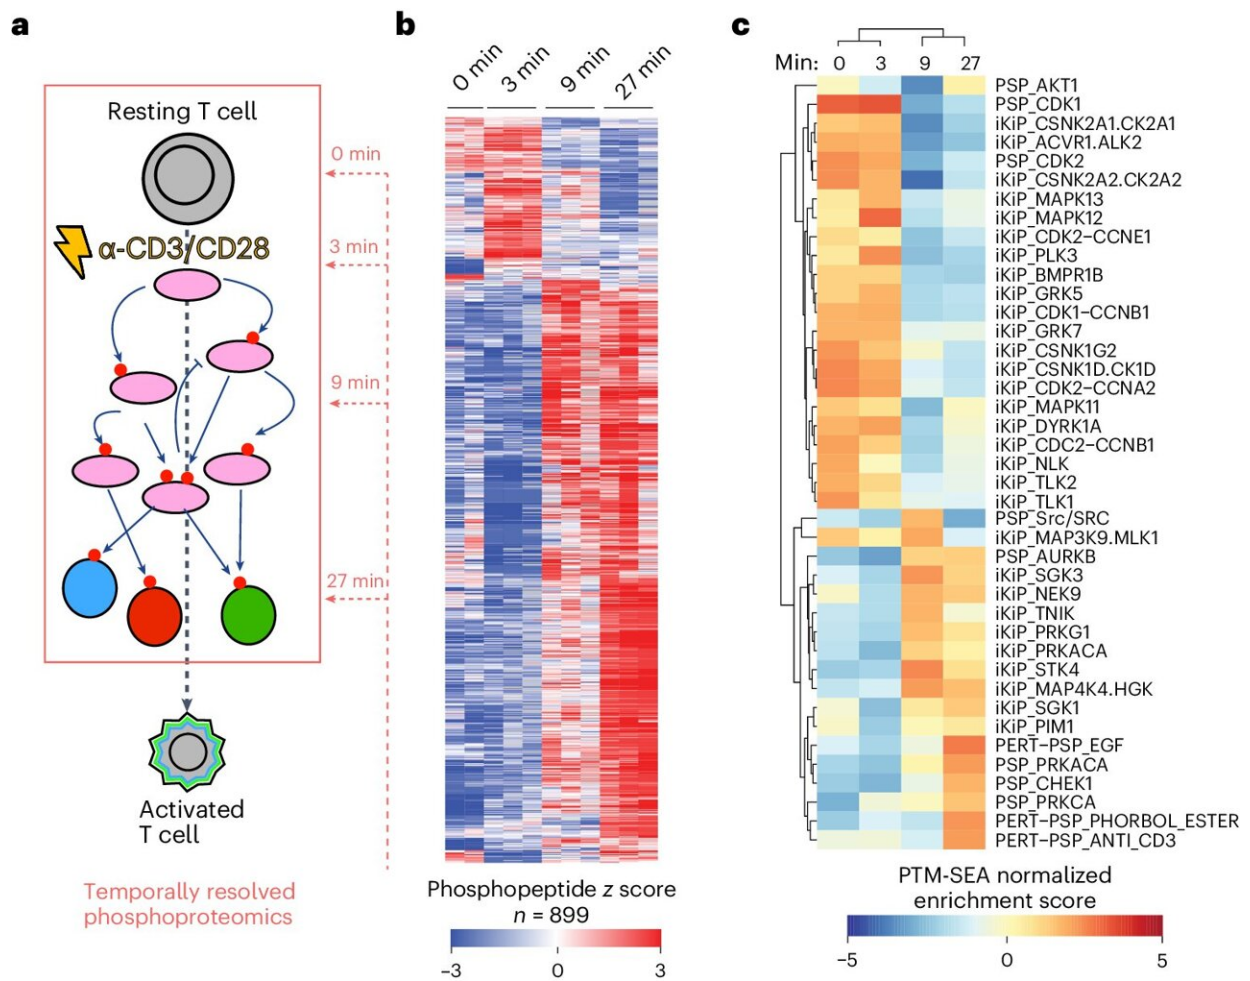 a
Resting T cell
0 min
α-CD3/CD28
3 min
9 min
27 min
Activated
T cell
Temporally resolved
phosphoproteomics
b
0 min
3 min
9 min
27 min
Phosphopeptide z score
n = 899
−3
0
3
c
Min:
0
3
9
27
PSP_AKT1
PSP_CDK1
iKiP_CSNK2A1.CK2A1
iKiP_ACVR1.ALK2
PSP_CDK2
iKiP_CSNK2A2.CK2A2
iKiP_MAPK13
iKiP_MAPK12
iKiP_CDK2−CCNE1
iKiP_PLK3
iKiP_BMPR1B
iKiP_GRK5
iKiP_CDK1−CCNB1
iKiP_GRK7
iKiP_CSNK1G2
iKiP_CSNK1D.CK1D
iKiP_CDK2−CCNA2
iKiP_MAPK11
iKiP_DYRK1A
iKiP_CDC2−CCNB1
iKiP_NLK
iKiP_TLK2
iKiP_TLK1
PSP_Src/SRC
iKiP_MAP3K9.MLK1
PSP_AURKB
iKiP_SGK3
iKiP_NEK9
iKiP_TNIK
iKiP_PRKG1
iKiP_PRKACA
iKiP_STK4
iKiP_MAP4K4.HGK
iKiP_SGK1
iKiP_PIM1
PERT−PSP_EGF
PSP_PRKACA
PSP_CHEK1
PSP_PRKCA
PERT−PSP_PHORBOL_ESTER
PERT−PSP_ANTI_CD3
PTM-SEA normalized
enrichment score
−5
0
5